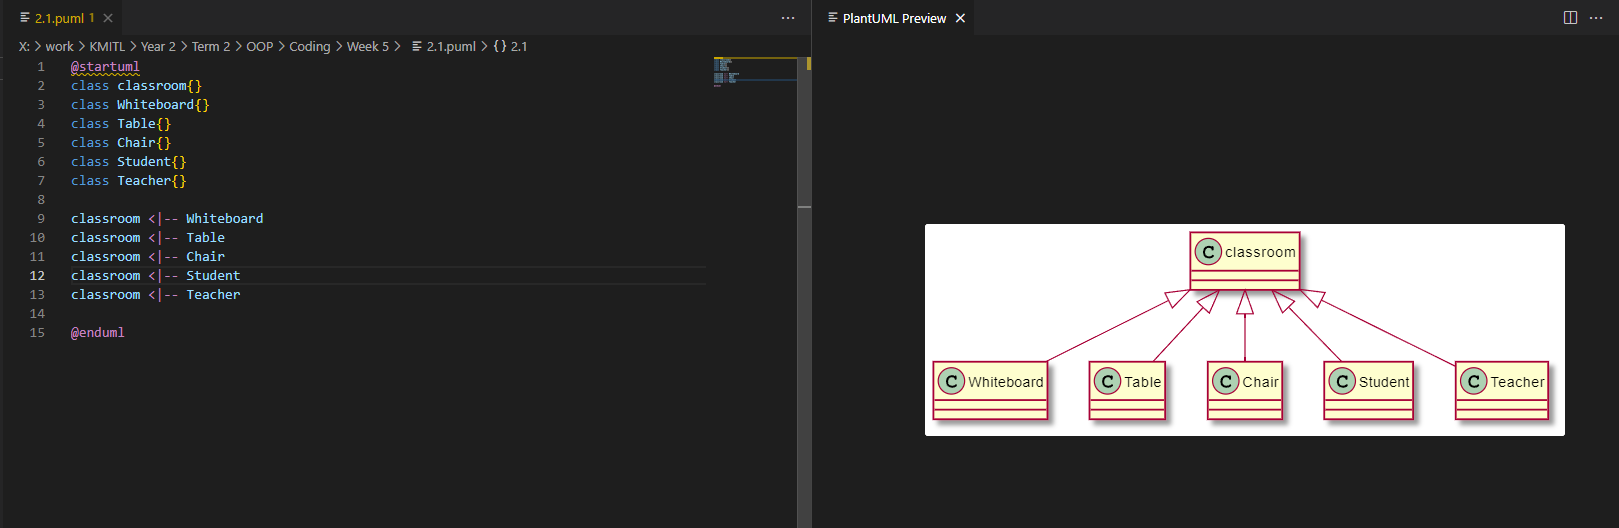 2.1.puml 1
X: > work > KMITL > Year 2 > Term 2 > OOP > Coding > Week 5 > 2.1.puml > {} 2.1
1 @startuml
2 class classroom{}
3 class Whiteboard{}
4 class Table{}
5 class Chair{}
6 class Student{}
7 class Teacher{}
8
9 classroom <|-- Whiteboard
10 classroom <|-- Table
11 classroom <|-- Chair
12 classroom <|-- Student
13 classroom <|-- Teacher
14
15 @enduml
PlantUML Preview
C classroom
C Whiteboard
C Table
C Chair
C Student
C Teacher